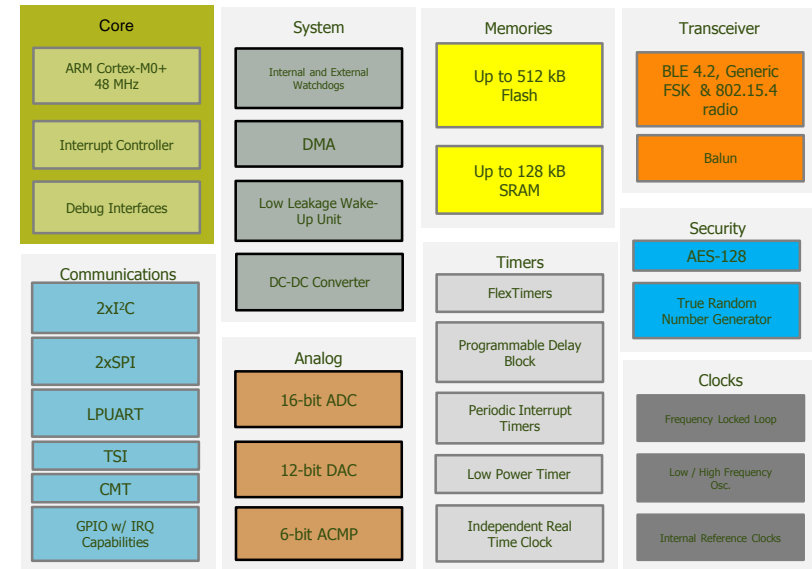 Core
ARM Cortex-M0+
48 MHz
Interrupt Controller
Debug Interfaces
Communications
2xI²C
2xSPI
LPUART
TSI
CMT
GPIO w/ IRQ
Capabilities
System
Internal and External
Watchdogs
DMA
Low Leakage Wake-
Up Unit
DC-DC Converter
Analog
16-bit ADC
12-bit DAC
6-bit ACMP
Memories
Up to 512 kB
Flash
Up to 128 kB
SRAM
Timers
FlexTimers
Programmable Delay
Block
Periodic Interrupt
Timers
Low Power Timer
Independent Real
Time Clock
Transceiver
BLE 4.2, Generic
FSK & 802.15.4
radio
Balun
Security
AES-128
True Random
Number Generator
Clocks
Frequency Locked Loop
Low / High Frequency
Osc.
Internal Reference Clocks